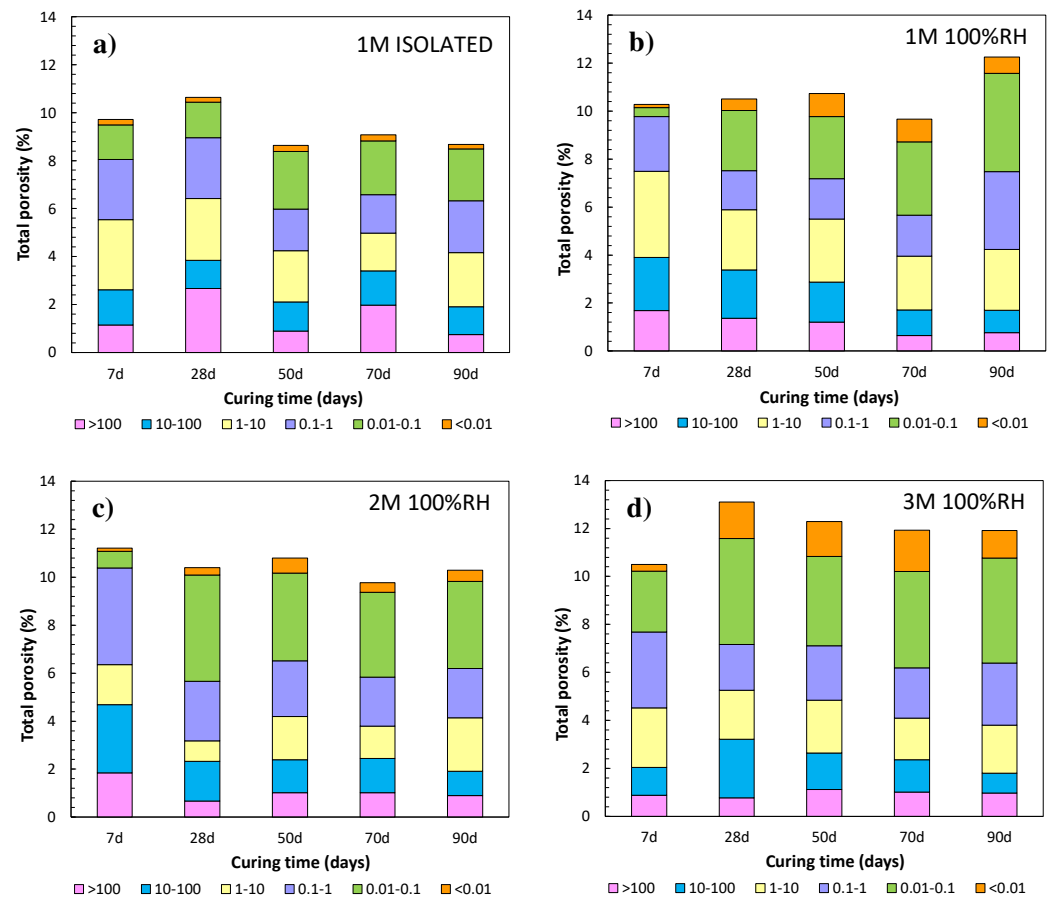 a)
1M ISOLATED
Total porosity (%)
14
12
10
8
6
4
2
0
7d 28d 50d 70d 90d
Curing time (days)
>100 10-100 1-10 0.1-1 0.01-0.1 <0.01
b)
1M 100%RH
Total porosity (%)
14
12
10
8
6
4
2
0
7d 28d 50d 70d 90d
Curing time (days)
>100 10-100 1-10 0.1-1 0.01-0.1 <0.01
c)
2M 100%RH
Total porosity (%)
14
12
10
8
6
4
2
0
7d 28d 50d 70d 90d
Curing time (days)
>100 10-100 1-10 0.1-1 0.01-0.1 <0.01
d)
3M 100%RH
Total porosity (%)
14
12
10
8
6
4
2
0
7d 28d 50d 70d 90d
Curing time (days)
>100 10-100 1-10 0.1-1 0.01-0.1 <0.01